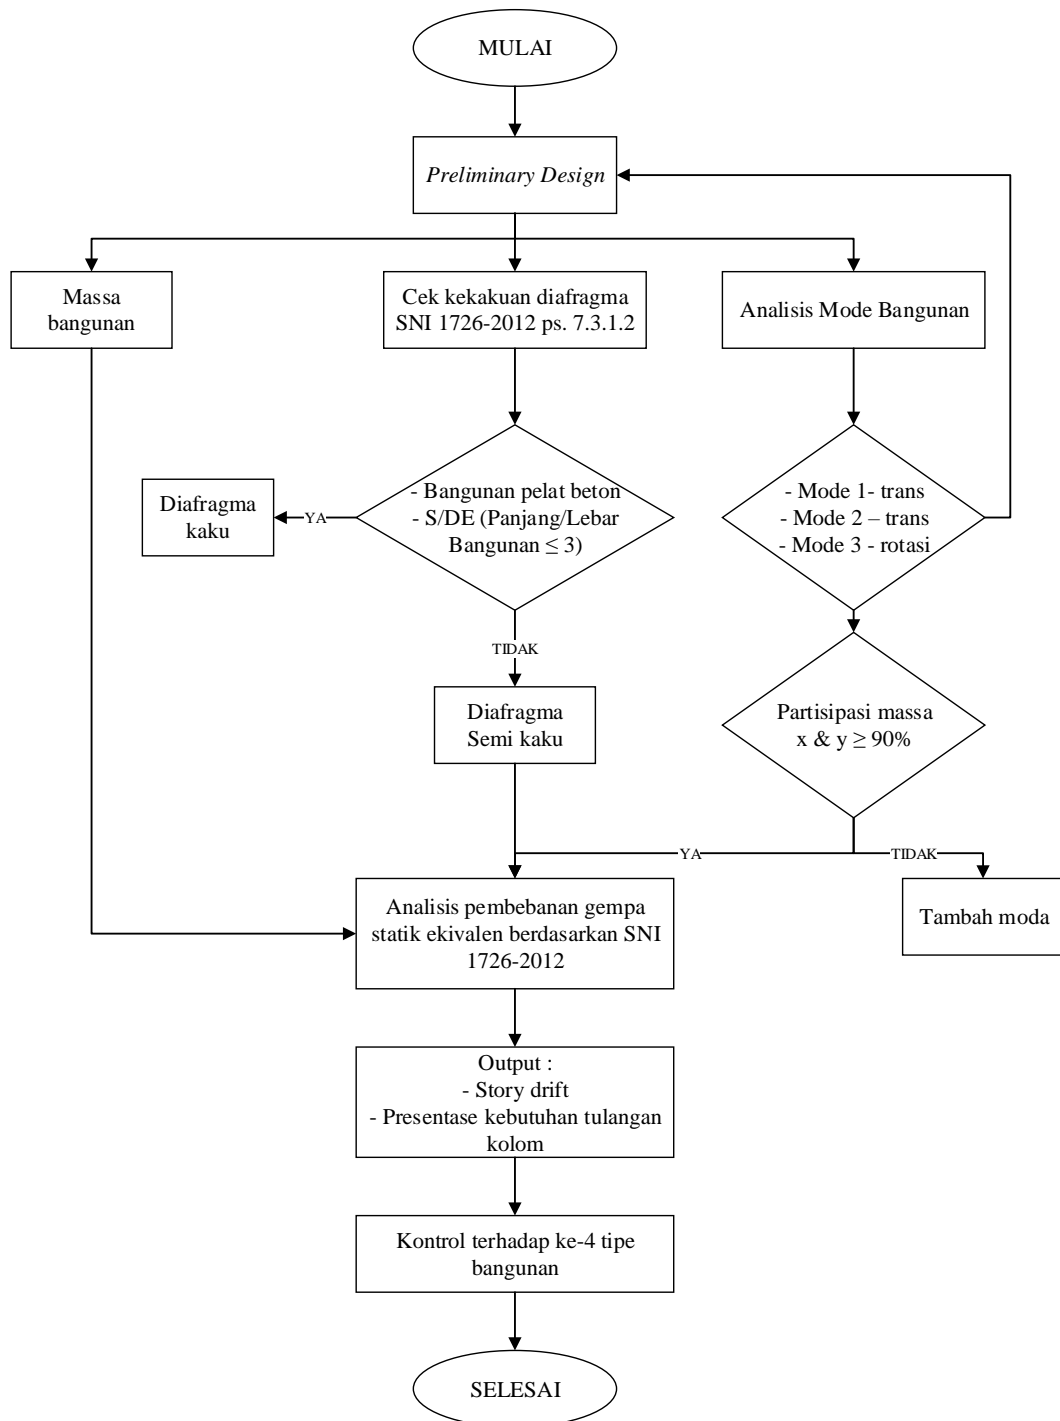 MULAI
Preliminary Design
Massa
bangunan
Cek kekakuan diafragma
SNI 1726-2012 ps. 7.3.1.2
Analisis Mode Bangunan
Diafragma
kaku
YA
- Bangunan pelat beton
- S/DE (Panjang/Lebar
Bangunan ≤ 3)
- Mode 1- trans
- Mode 2 – trans
- Mode 3 - rotasi
TIDAK
Diafragma
Semi kaku
Partisipasi massa
x & y ≥ 90%
YA
TIDAK
Analisis pembebanan gempa
statik ekivalen berdasarkan SNI
1726-2012
Tambah moda
Output :
- Story drift
- Presentase kebutuhan tulangan
kolom
Kontrol terhadap ke-4 tipe
bangunan
SELESAI